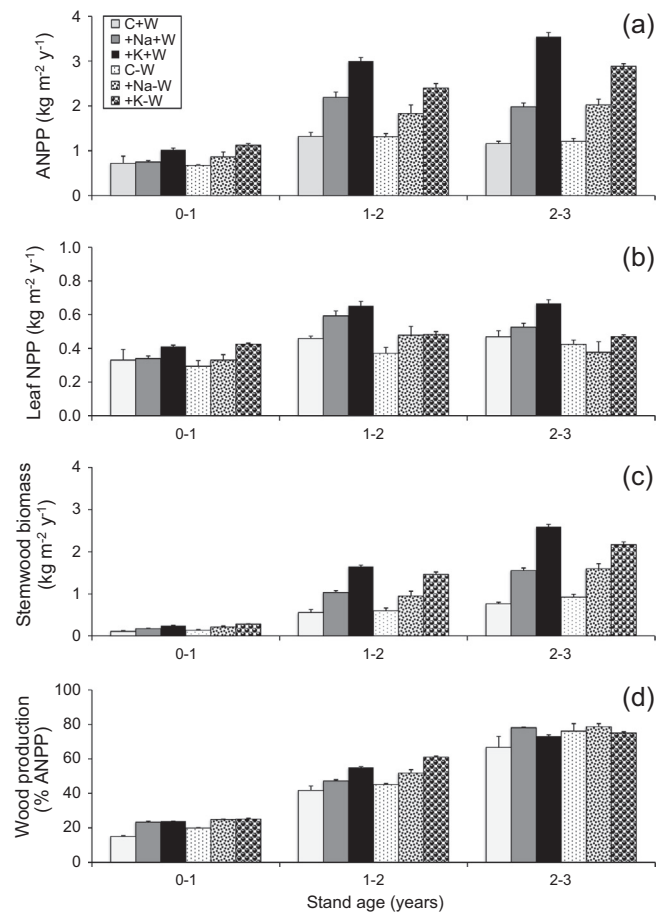 (a)
C+W
+Na+W
+K+W
C-W
+Na-W
+K-W
ANPP (kg m-2 y-1)
4
3
2
1
0
0-1 1-2 2-3
(b)
Leaf NPP (kg m-2 y-1)
1.0
0.8
0.6
0.4
0.2
0.0
0-1 1-2 2-3
(c)
Stemwood biomass
(kg m-2 y-1)
4
3
2
1
0
0-1 1-2 2-3
(d)
Wood production
(% ANPP)
100
80
60
40
20
0
0-1 1-2 2-3
Stand age (years)